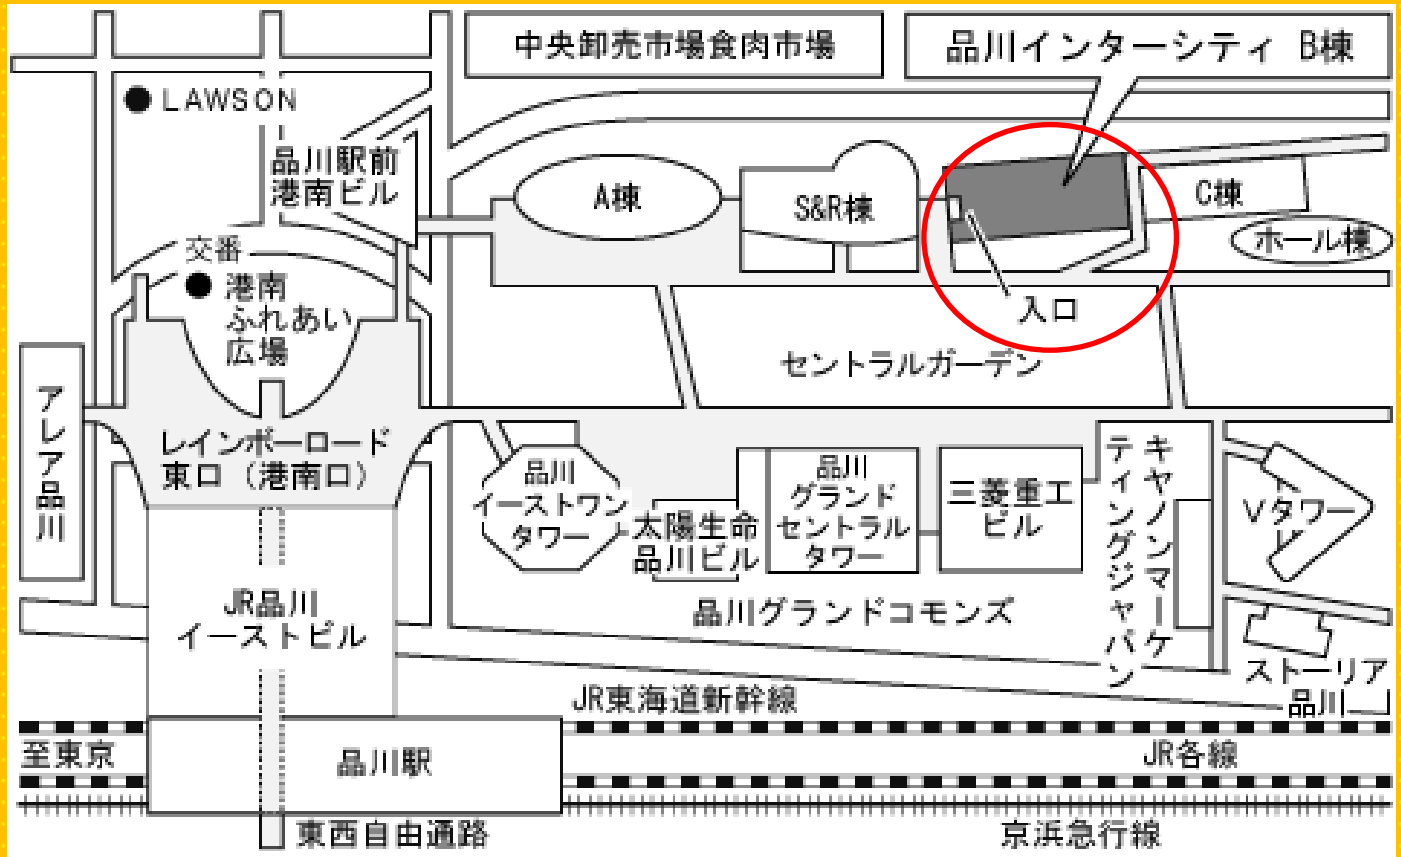 中央卸売市場食肉市場
品川インターシティ B棟
LAWSON
品川駅前
港南ビル
A棟
S&R棟
C棟
ホール棟
交番
港南
ふれあい
広場
入口
セントラルガーデン
アレア品川
レインボーロード
東口（港南口）
品川
イーストワン
タワー
太陽生命
品川ビル
品川
グランド
セントラル
タワー
三菱重工
ビル
キヤノンマーケ
ティングジャパン
Vタワー
JR品川
イーストビル
品川グランドコモンズ
ストーリア
品川
JR東海道新幹線
至東京
品川駅
JR各線
東西自由通路
京浜急行線